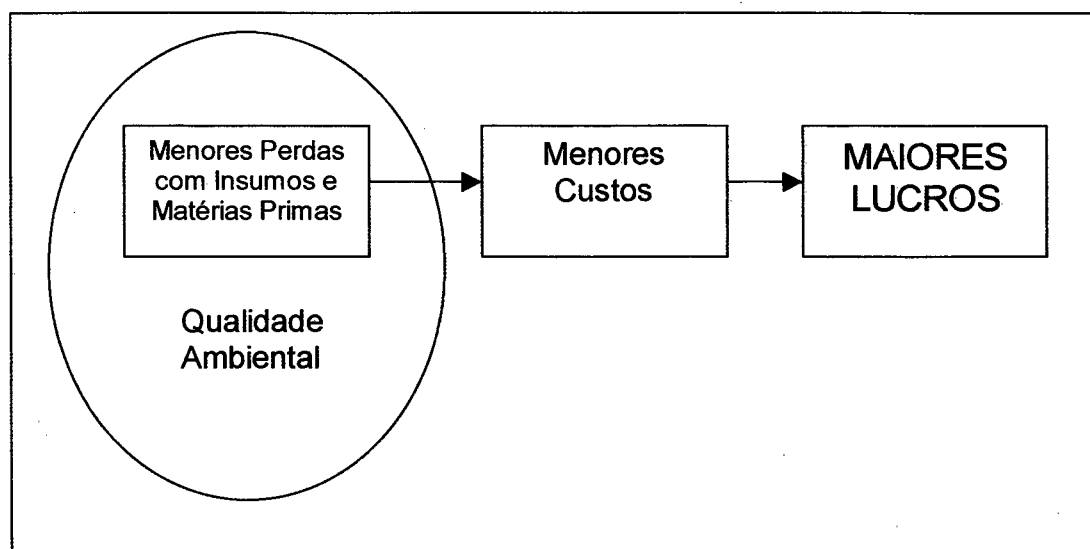 Menores Perdas
com Insumos e
Matérias Primas
Menores
Custos
MAIORES
LUCROS
Qualidade
Ambiental